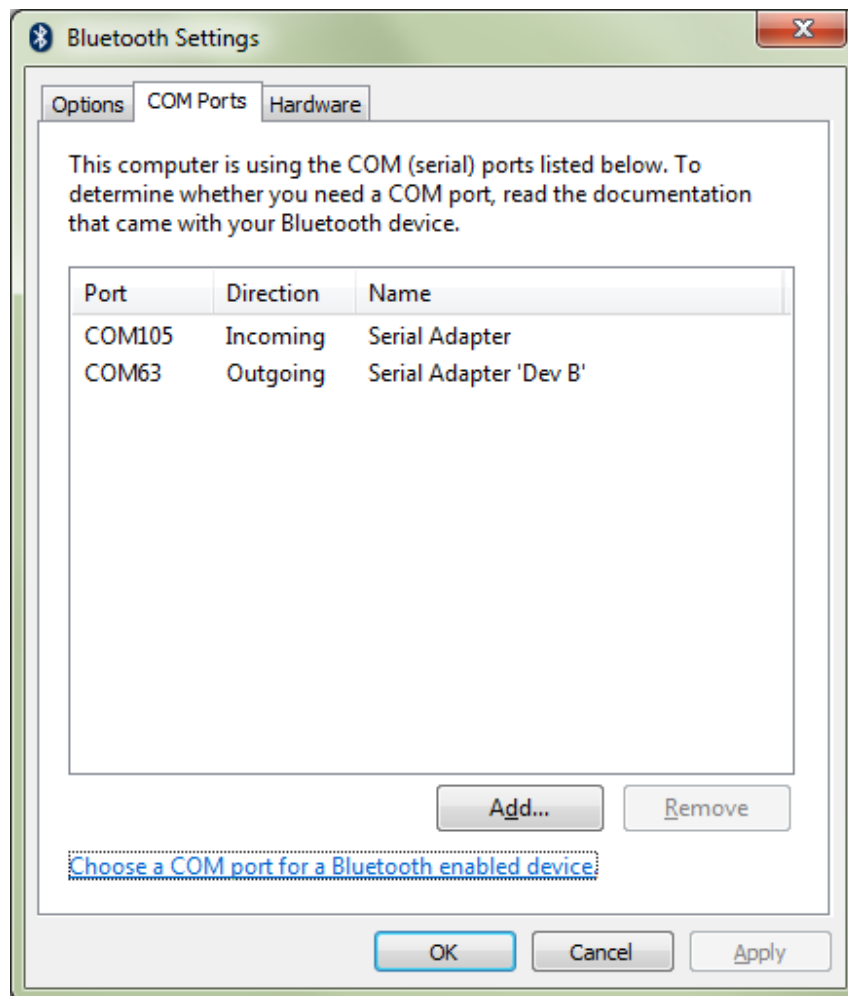 Bluetooth Settings
Options COM Ports Hardware
This computer is using the COM (serial) ports listed below. To
determine whether you need a COM port, read the documentation
that came with your Bluetooth device.
Port Direction Name
COM105 Incoming Serial Adapter
COM63 Outgoing Serial Adapter 'Dev B'
Add... Remove
Choose a COM port for a Bluetooth enabled device.
OK Cancel Apply